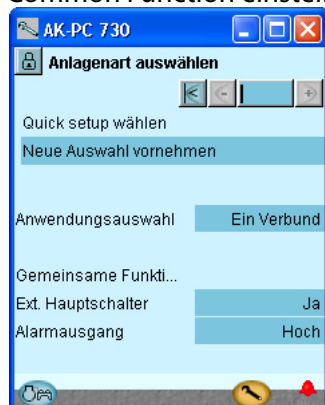 AK-PC 730
Anlagenart auswählen
Quick setup wählen
Neue Auswahl vornehmen
Anwendungsauswahl Ein Verbund
Gemeinsame Funkti...
Ext. Hauptschalter Ja
Alarmausgang Hoch